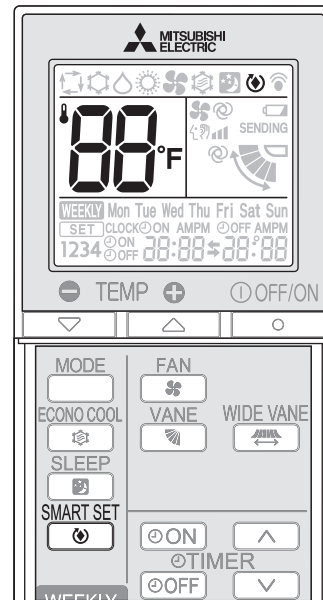 MITSUBISHI
ELECTRIC
88°F
SENDING
WEEKLY Mon Tue Wed Thu Fri Sat Sun
SET CLOCK ON AMPM OFF AMPM
1234 ON OFF 28:88 28:88
TEMP OFF/ON
MODE FAN
ECONO COOL VANE WIDE VANE
SLEEP
SMART SET
ON
TIMER
OFF
WEEKLY